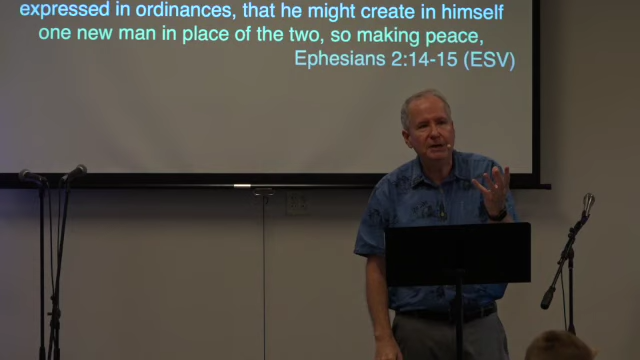 expressed in ordinances, that he might create in himself
one new man in place of the two, so making peace,
Ephesians 2:14-15 (ESV)